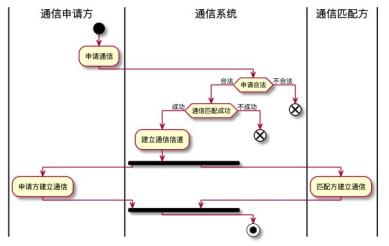 通信申请方
通信系统
通信匹配方
申请通信
合法
申请合法
不合法
成功
通信匹配成功
不成功
建立通信信道
申请方建立通信
匹配方建立通信